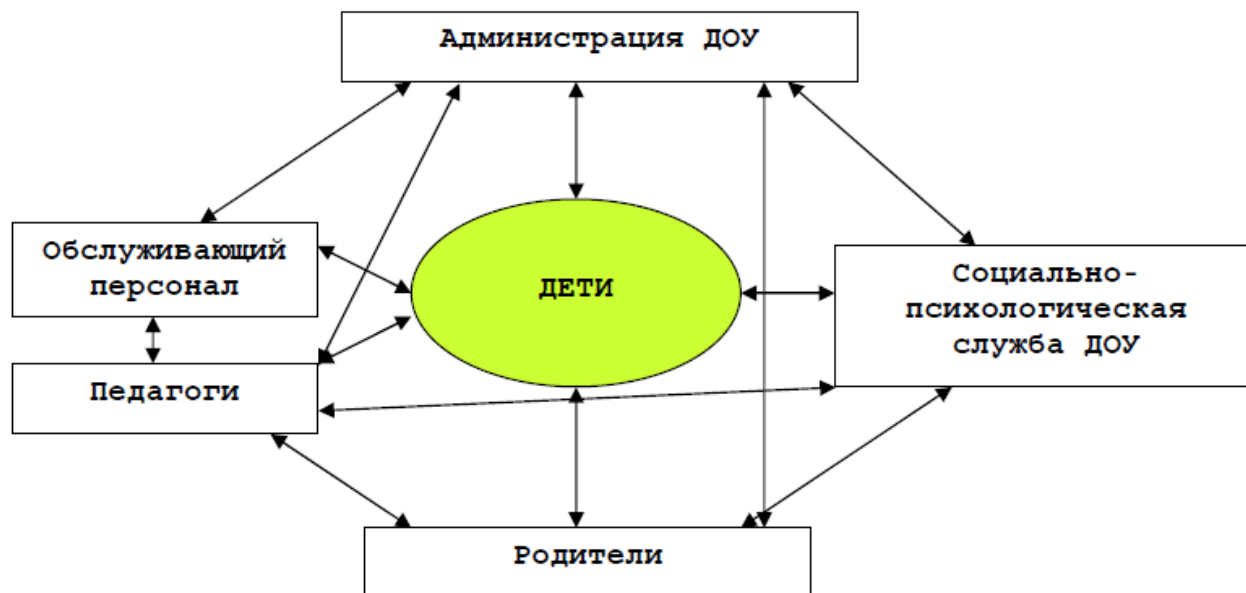 Администрация ДОУ
Обслуживающий
персонал
ДЕТИ
Социально-
психологическая
служба ДОУ
Педагоги
Родители